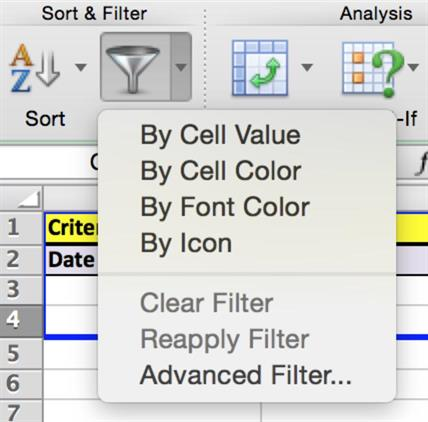 Sort & Filter
Analysis
A
Z
Sort
-If
By Cell Value
By Cell Color
By Font Color
By Icon
Clear Filter
Reapply Filter
Advanced Filter...
1
2 Date
3
4
5
6
7